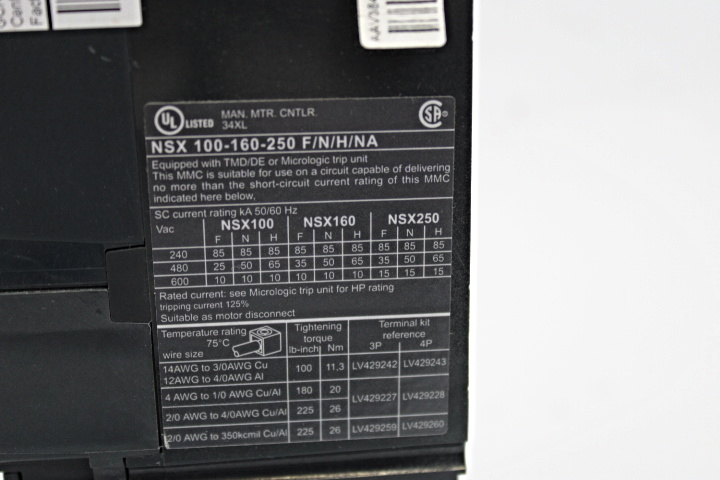 Fad
AAV384
UL LISTED MAN. MTR. CNTLR.
34XL
NSX 100-160-250 F/N/H/NA
Equipped with TMD/DE or Micrologic trip unit
This MMC is suitable for use on a circuit capable of delivering
no more than the short-circuit current rating of this MMC
indicated here below,
SC current rating kA 50/60 Hz
Vac NSX100 NSX160 NSX250
F N H F N H F N H
240 85 85 85 85 85 85 85 85 85
480 25 50 65 35 50 65 35 50 65
600 10 10 10 10 10 10 15 15 15
Rated current: see Micrologic trip unit for HP rating
tripping current 125%
Suitable as motor disconnect
Temperature rating 75°C wire size Tightening torque lb-inch Nm Terminal kit reference 3P 4P
14AWG to 3/0AWG Cu
12AWG to 4/0AWG Al 100 11,3 LV429242 LV429243
4 AWG to 1/0 AWG Cu/Al 180 20 LV429227 LV429228
2/0 AWG to 4/0AWG Cu/Al 225 26
2/0 AWG to 350kcmil Cu/Al 225 26 LV429259 LV429260